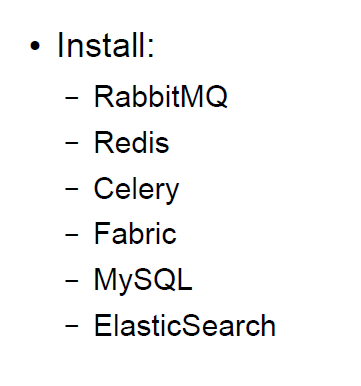 • Install:
– RabbitMQ
– Redis
– Celery
– Fabric
– MySQL
– ElasticSearch